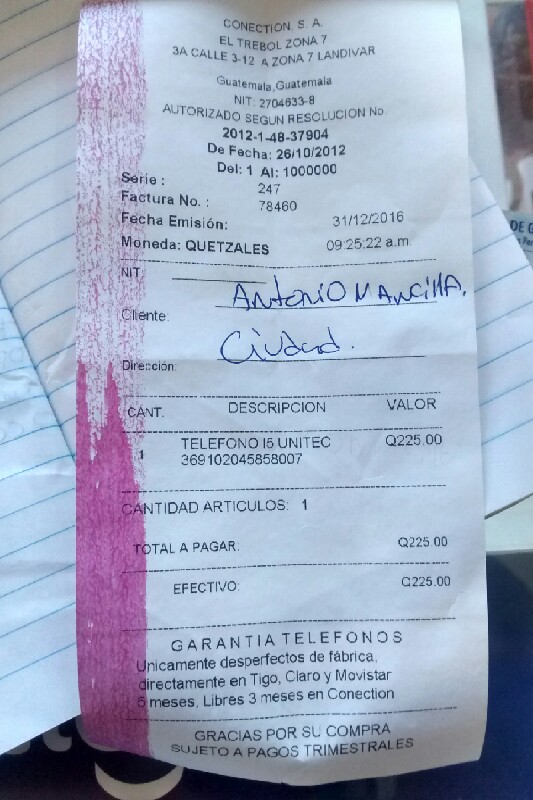 CONECTION. S. A.
EL TREBOL ZONA 7
3A CALLE 3-12 A ZONA 7 LANDIVAR
Guatemala,Guatemala
NIT: 2704633-8
AUTORIZADO SEGUN RESOLUCION No.
2012-1-48-37904
De Fecha: 26/10/2012
Del: 1 Al: 1000000
Serie : 247
Factura No. : 78460
Fecha Emisión: 31/12/2016
Moneda: QUETZALES 09:25:22 a.m.
NIT:
Cliente: Antonio Mancilla.
Dirección: Ciudad.
CANT. DESCRIPCION VALOR
1 TELEFONO I5 UNITEC Q225.00
369102045858007
CANTIDAD ARTICULOS: 1
TOTAL A PAGAR: Q225.00
EFECTIVO: Q225.00
GARANTIA TELEFONOS
Unicamente desperfectos de fábrica,
directamente en Tigo, Claro y Movistar
6 meses, Libres 3 meses en Conection
GRACIAS POR SU COMPRA
SUJETO A PAGOS TRIMESTRALES